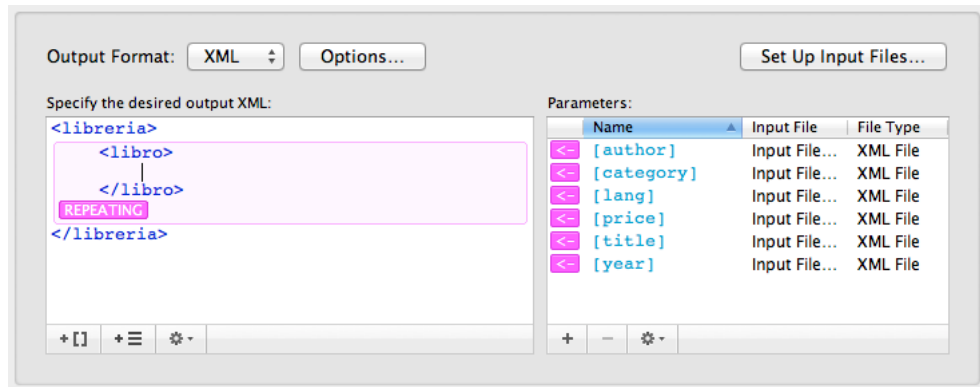 Output Format: XML Options... Set Up Input Files...
Specify the desired output XML:
<libreria>
<libro>
</libro>
REPEATING
</libreria>
+[] +
Parameters:
Name Input File File Type
<- [author] Input File... XML File
<- [category] Input File... XML File
<- [lang] Input File... XML File
<- [price] Input File... XML File
<- [title] Input File... XML File
<- [year] Input File... XML File
+ −